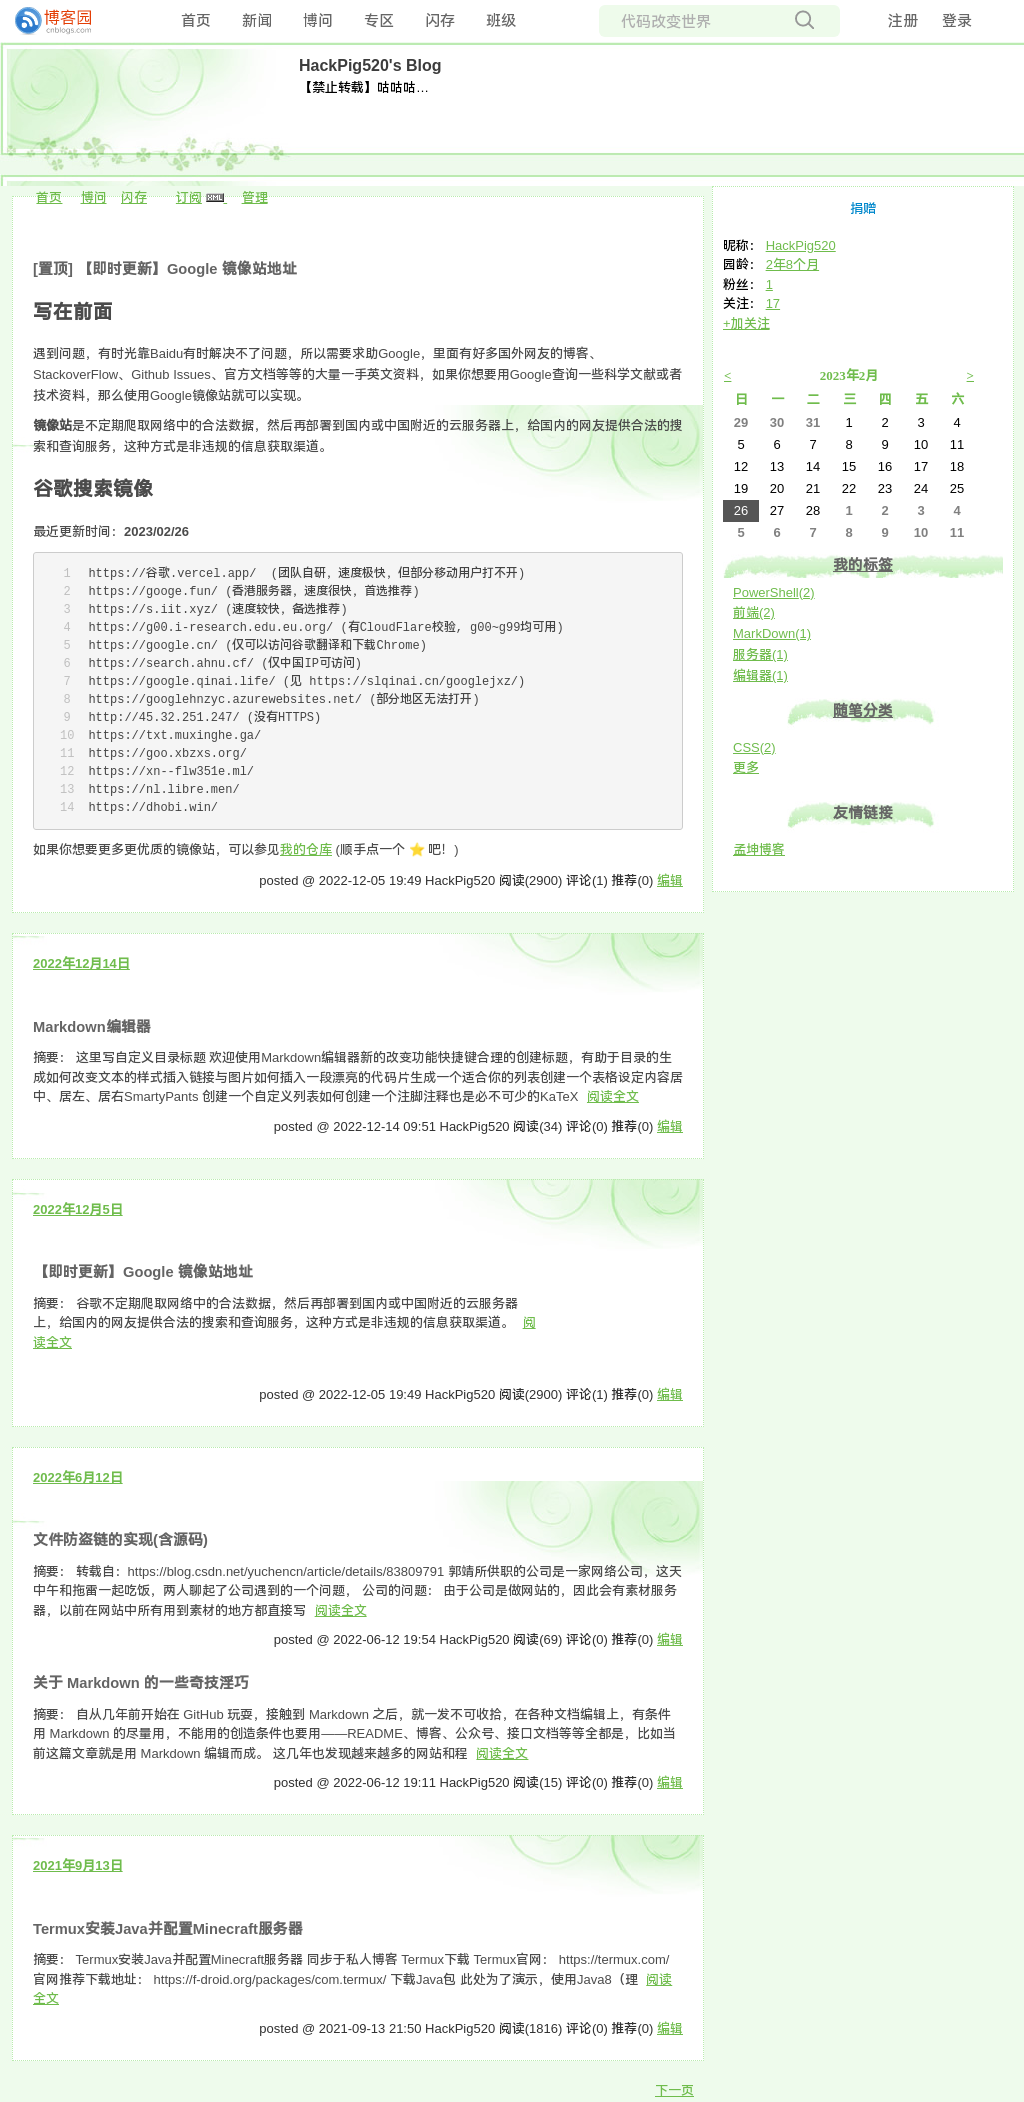 博客园
cnblogs.com
首页 新闻 博问 专区 闪存 班级
代码改变世界
注册 登录
HackPig520's Blog
【禁止转载】咕咕咕…
首页 博问 闪存 订阅 XML 管理
[置顶] 【即时更新】Google 镜像站地址
写在前面
遇到问题，有时光靠Baidu有时解决不了问题，所以需要求助Google，里面有好多国外网友的博客、
StackoverFlow、Github Issues、官方文档等等的大量一手英文资料，如果你想要用Google查询一些科学文献或者
技术资料，那么使用Google镜像站就可以实现。
镜像站是不定期爬取网络中的合法数据，然后再部署到国内或中国附近的云服务器上，给国内的网友提供合法的搜
索和查询服务，这种方式是非违规的信息获取渠道。
谷歌搜索镜像
最近更新时间：2023/02/26
1 https://谷歌.vercel.app/  (团队自研，速度极快，但部分移动用户打不开)
2 https://googe.fun/ (香港服务器，速度很快，首选推荐)
3 https://s.iit.xyz/ (速度较快，备选推荐)
4 https://g00.i-research.edu.eu.org/ (有CloudFlare校验, g00~g99均可用)
5 https://google.cn/ (仅可以访问谷歌翻译和下载Chrome)
6 https://search.ahnu.cf/ (仅中国IP可访问)
7 https://google.qinai.life/ (见 https://slqinai.cn/googlejxz/)
8 https://googlehnzyc.azurewebsites.net/ (部分地区无法打开)
9 http://45.32.251.247/ (没有HTTPS)
10 https://txt.muxinghe.ga/
11 https://goo.xbzxs.org/
12 https://xn--flw351e.ml/
13 https://nl.libre.men/
14 https://dhobi.win/
如果你想要更多更优质的镜像站，可以参见我的仓库 (顺手点一个 ⭐ 吧！)
posted @ 2022-12-05 19:49 HackPig520 阅读(2900) 评论(1) 推荐(0) 编辑
2022年12月14日
Markdown编辑器
摘要： 这里写自定义目录标题 欢迎使用Markdown编辑器新的改变功能快捷键合理的创建标题，有助于目录的生
成如何改变文本的样式插入链接与图片如何插入一段漂亮的代码片生成一个适合你的列表创建一个表格设定内容居
中、居左、居右SmartyPants 创建一个自定义列表如何创建一个注脚注释也是必不可少的KaTeX 阅读全文
posted @ 2022-12-14 09:51 HackPig520 阅读(34) 评论(0) 推荐(0) 编辑
2022年12月5日
【即时更新】Google 镜像站地址
摘要： 谷歌不定期爬取网络中的合法数据，然后再部署到国内或中国附近的云服务器
上，给国内的网友提供合法的搜索和查询服务，这种方式是非违规的信息获取渠道。 阅
读全文
posted @ 2022-12-05 19:49 HackPig520 阅读(2900) 评论(1) 推荐(0) 编辑
2022年6月12日
文件防盗链的实现(含源码)
摘要： 转载自：https://blog.csdn.net/yuchencn/article/details/83809791 郭靖所供职的公司是一家网络公司，这天
中午和拖雷一起吃饭，两人聊起了公司遇到的一个问题， 公司的问题： 由于公司是做网站的，因此会有素材服务
器，以前在网站中所有用到素材的地方都直接写 阅读全文
posted @ 2022-06-12 19:54 HackPig520 阅读(69) 评论(0) 推荐(0) 编辑
关于 Markdown 的一些奇技淫巧
摘要： 自从几年前开始在 GitHub 玩耍，接触到 Markdown 之后，就一发不可收拾，在各种文档编辑上，有条件
用 Markdown 的尽量用，不能用的创造条件也要用——README、博客、公众号、接口文档等等全都是，比如当
前这篇文章就是用 Markdown 编辑而成。 这几年也发现越来越多的网站和程 阅读全文
posted @ 2022-06-12 19:11 HackPig520 阅读(15) 评论(0) 推荐(0) 编辑
2021年9月13日
Termux安装Java并配置Minecraft服务器
摘要： Termux安装Java并配置Minecraft服务器 同步于私人博客 Termux下载 Termux官网： https://termux.com/
官网推荐下载地址： https://f-droid.org/packages/com.termux/ 下载Java包 此处为了演示，使用Java8（理 阅读
全文
posted @ 2021-09-13 21:50 HackPig520 阅读(1816) 评论(0) 推荐(0) 编辑
下一页
捐赠
昵称： HackPig520
园龄： 2年8个月
粉丝： 1
关注： 17
+加关注
< 2023年2月 >
日 一 二 三 四 五 六
29 30 31 1 2 3 4
5 6 7 8 9 10 11
12 13 14 15 16 17 18
19 20 21 22 23 24 25
26 27 28 1 2 3 4
5 6 7 8 9 10 11
我的标签
PowerShell(2)
前端(2)
MarkDown(1)
服务器(1)
编辑器(1)
随笔分类
CSS(2)
更多
友情链接
孟坤博客